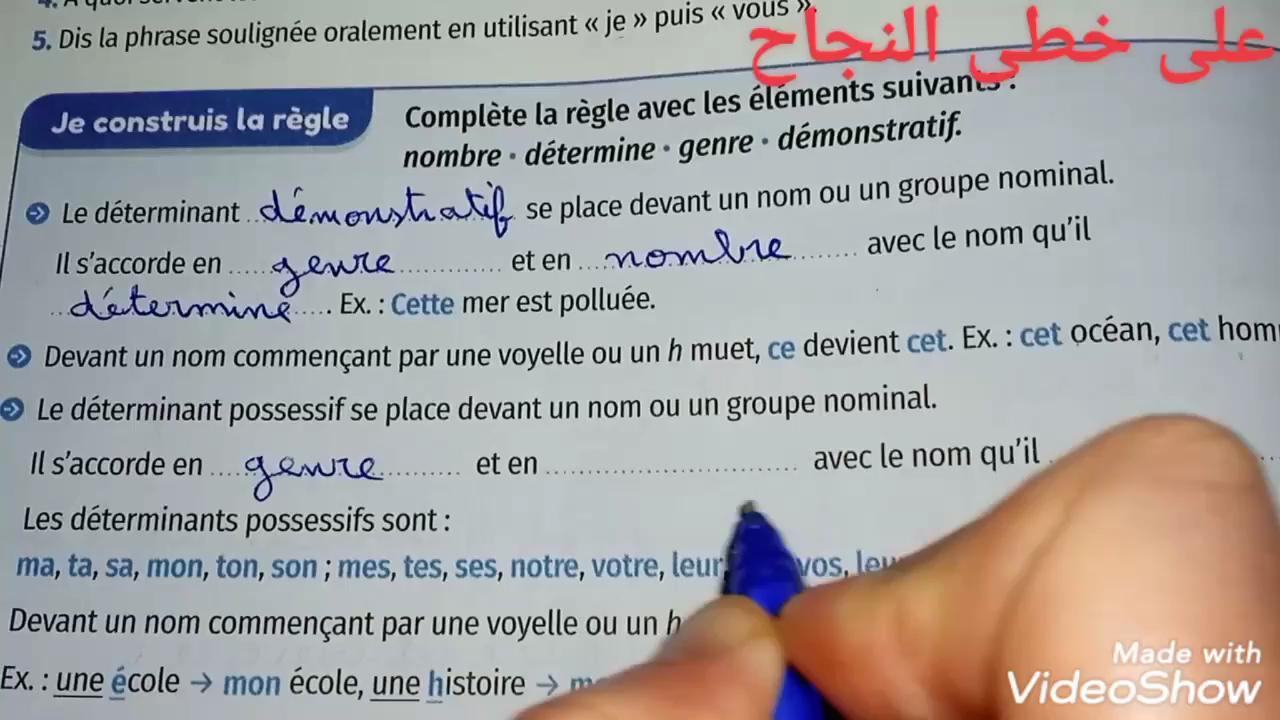 5. Dis la phrase soulignée oralement en utilisant « je » puis « vous ».
على خطى النجاح
Je construis la règle
Complète la règle avec les éléments suivants :
nombre · détermine · genre · démonstratif.
Le déterminant démonstratif se place devant un nom ou un groupe nominal.
Il s'accorde en genre et en nombre avec le nom qu'il
détermine. Ex. : Cette mer est polluée.
Devant un nom commençant par une voyelle ou un h muet, ce devient cet. Ex. : cet océan, cet hom
Le déterminant possessif se place devant un nom ou un groupe nominal.
Il s'accorde en genre et en avec le nom qu'il
Les déterminants possessifs sont :
ma, ta, sa, mon, ton, son ; mes, tes, ses, notre, votre, leur vos, leu
Devant un nom commençant par une voyelle ou un h
Ex. : une école → mon école, une histoire →
Made with
VideoShow